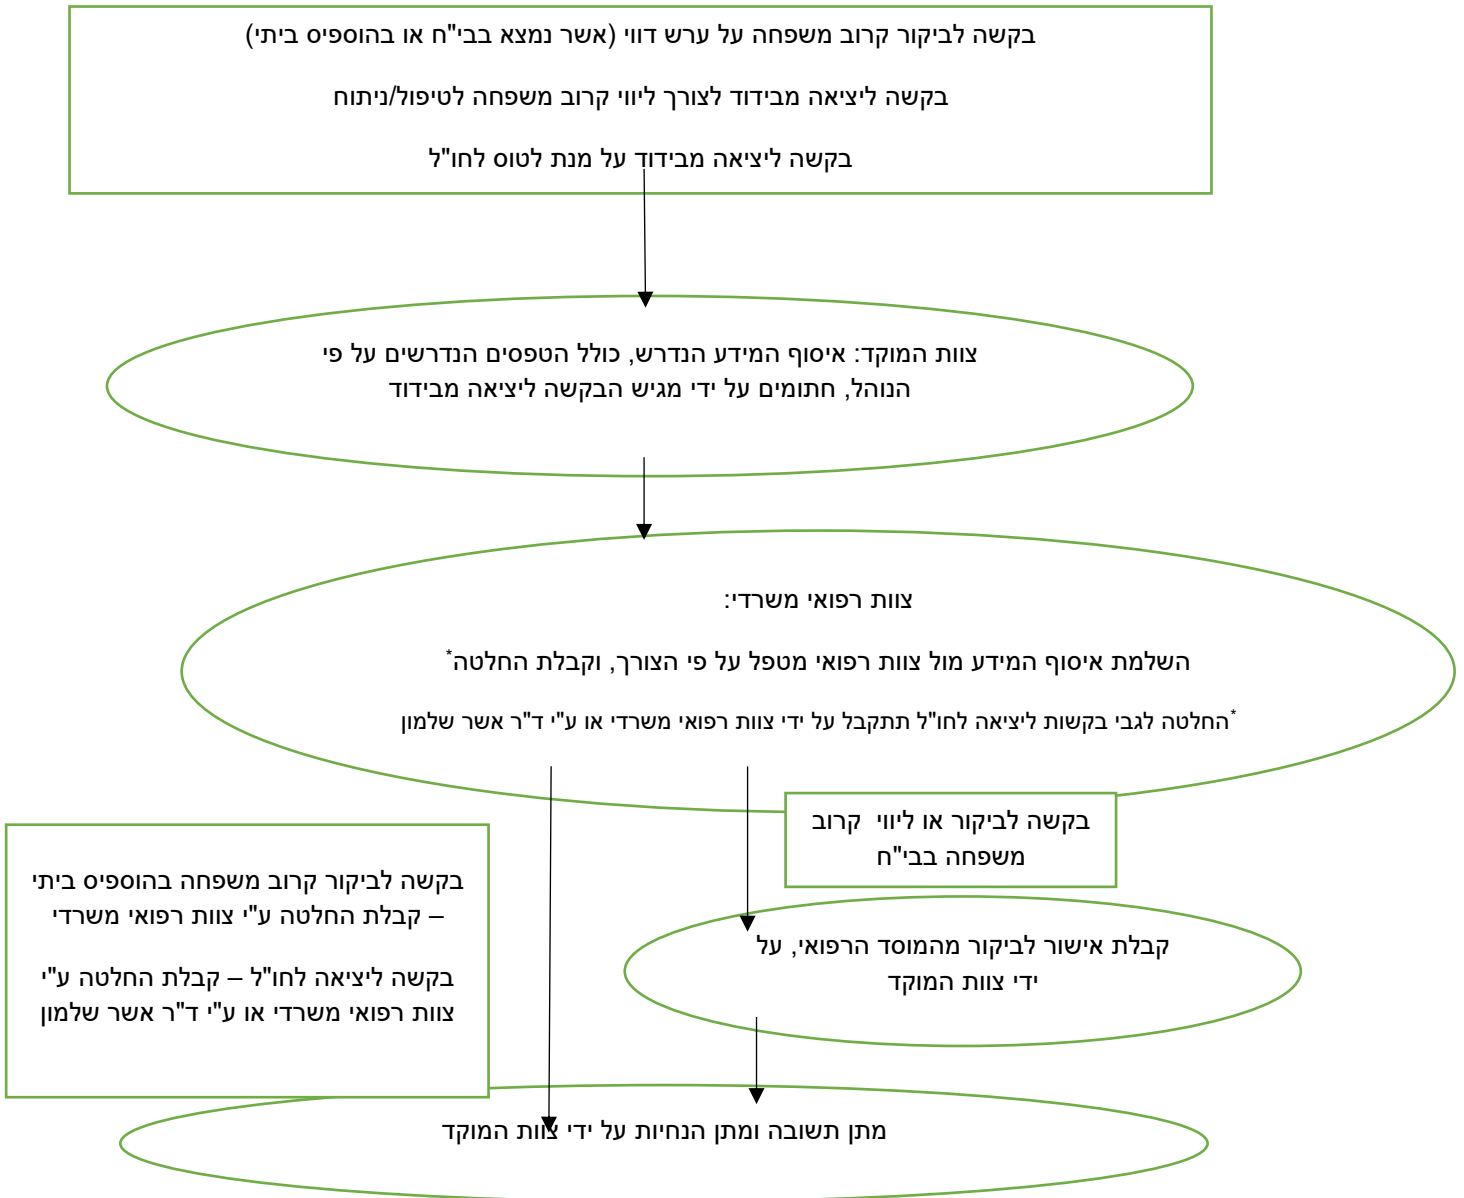 בקשה לביקור קרוב משפחה על ערש דווי (אשר נמצא בבי"ח או בהוספיס ביתי)
בקשה ליציאה מבידוד לצורך ליווי קרוב משפחה לטיפול/ניתוח
בקשה ליציאה מבידוד על מנת לטוס לחו"ל
צוות המוקד: איסוף המידע הנדרש, כולל הטפסים הנדרשים על פי
הנוהל, חתומים על ידי מגיש הבקשה ליציאה מבידוד
צוות רפואי משרדי:
השלמת איסוף המידע מול צוות רפואי מטפל על פי הצורך, וקבלת החלטה*
*החלטה לגבי בקשות ליציאה לחו"ל תתקבל על ידי צוות רפואי משרדי או ע"י ד"ר אשר שלמון
בקשה לביקור או ליווי קרוב
משפחה בבי"ח
בקשה לביקור קרוב משפחה בהוספיס ביתי
– קבלת החלטה ע"י צוות רפואי משרדי
בקשה ליציאה לחו"ל – קבלת החלטה ע"י
צוות רפואי משרדי או ע"י ד"ר אשר שלמון
קבלת אישור לביקור מהמוסד הרפואי, על
ידי צוות המוקד
מתן תשובה ומתן הנחיות על ידי צוות המוקד